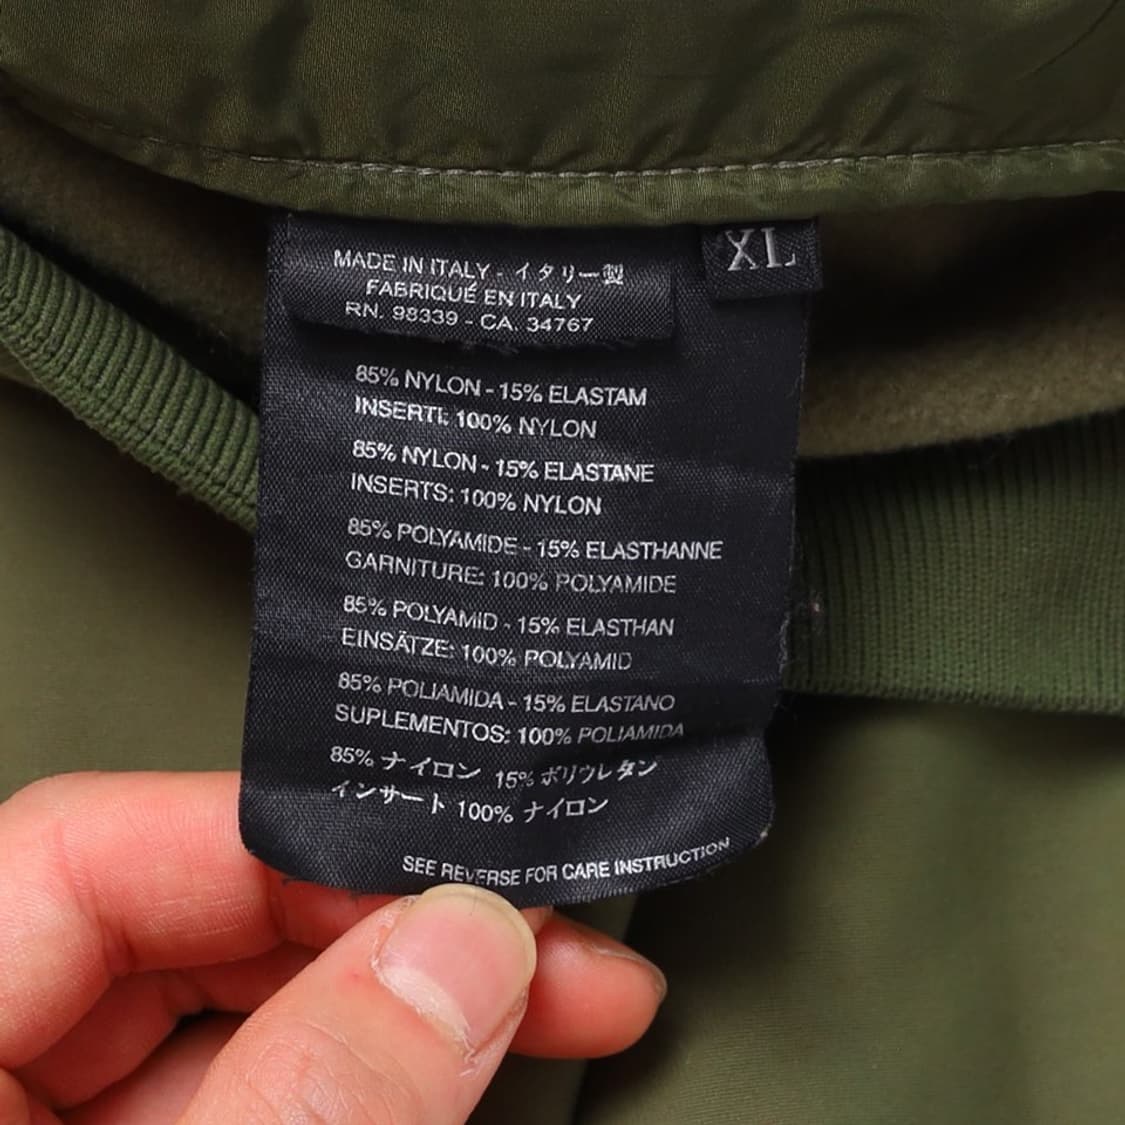 XL
MADE IN ITALY - イタリー製
FABRIQUÉ EN ITALY
RN. 98339 - CA. 34767
85% NYLON - 15% ELASTAM
INSERTI: 100% NYLON
85% NYLON - 15% ELASTANE
INSERTS: 100% NYLON
85% POLYAMIDE - 15% ELASTHANNE
GARNITURE: 100% POLYAMIDE
85% POLYAMID - 15% ELASTHAN
EINSÄTZE: 100% POLYAMID
85% POLIAMIDA - 15% ELASTANO
SUPLEMENTOS: 100% POLIAMIDA
85% ナイロン 15% ポリウレタン
インサート 100% ナイロン
SEE REVERSE FOR CARE INSTRUCTION